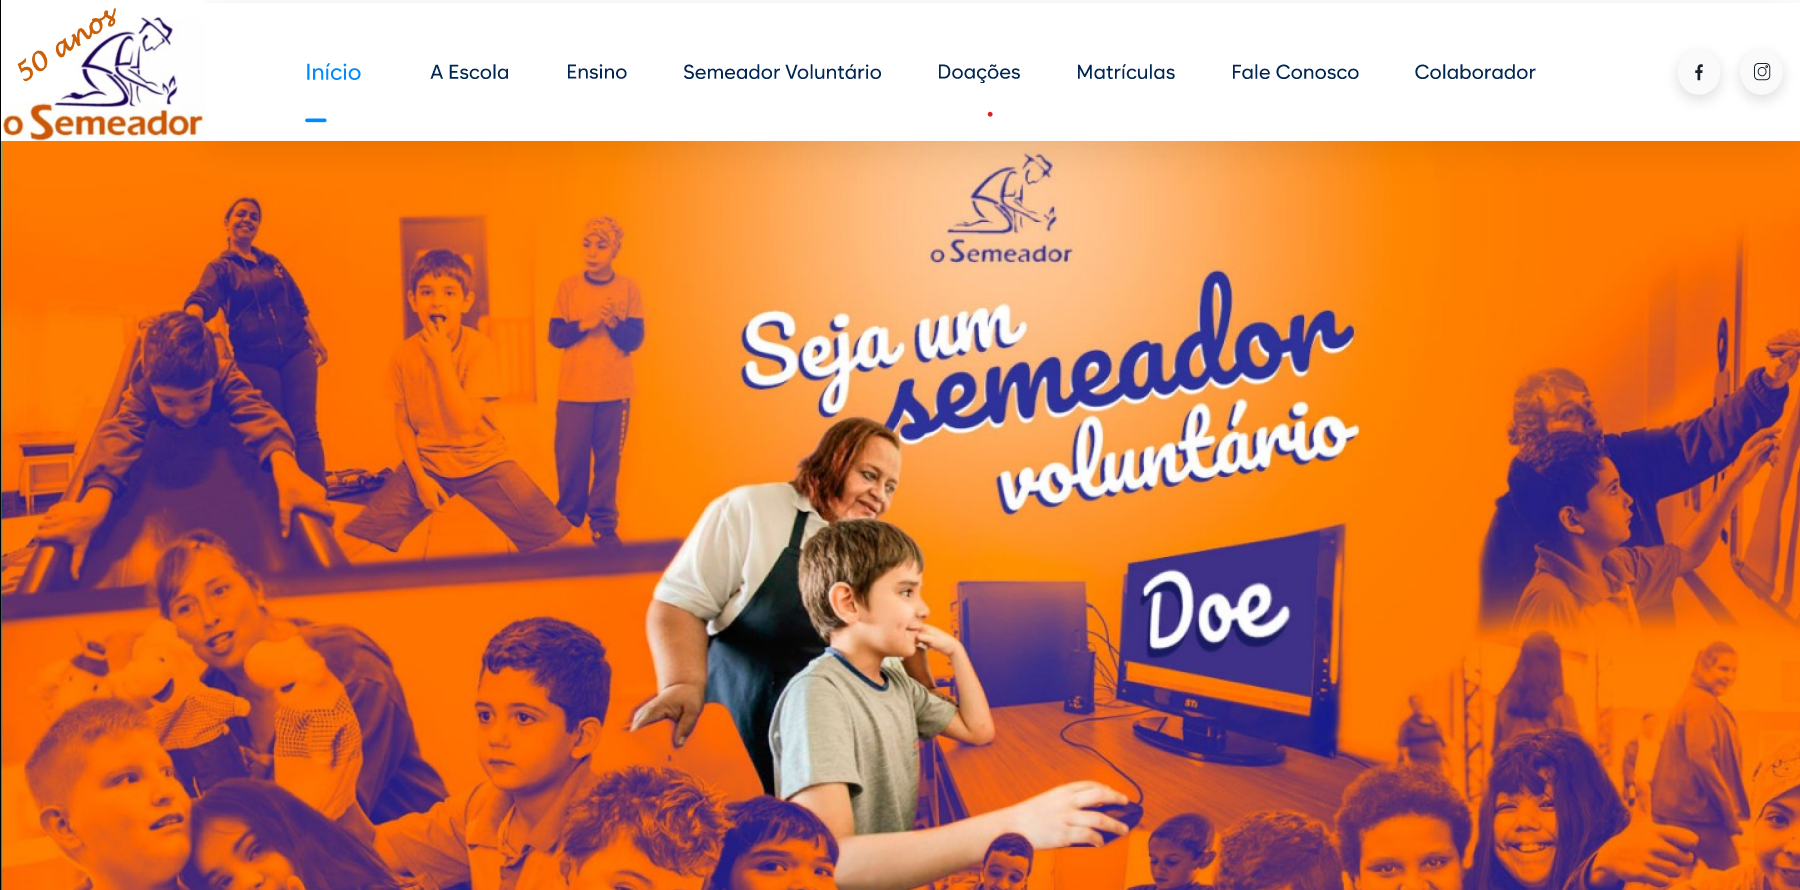 50 anos
o Semeador
Início
A Escola
Ensino
Semeador Voluntário
Doações
Matrículas
Fale Conosco
Colaborador
o Semeador
Seja um
semeador
voluntário
Doe
STi